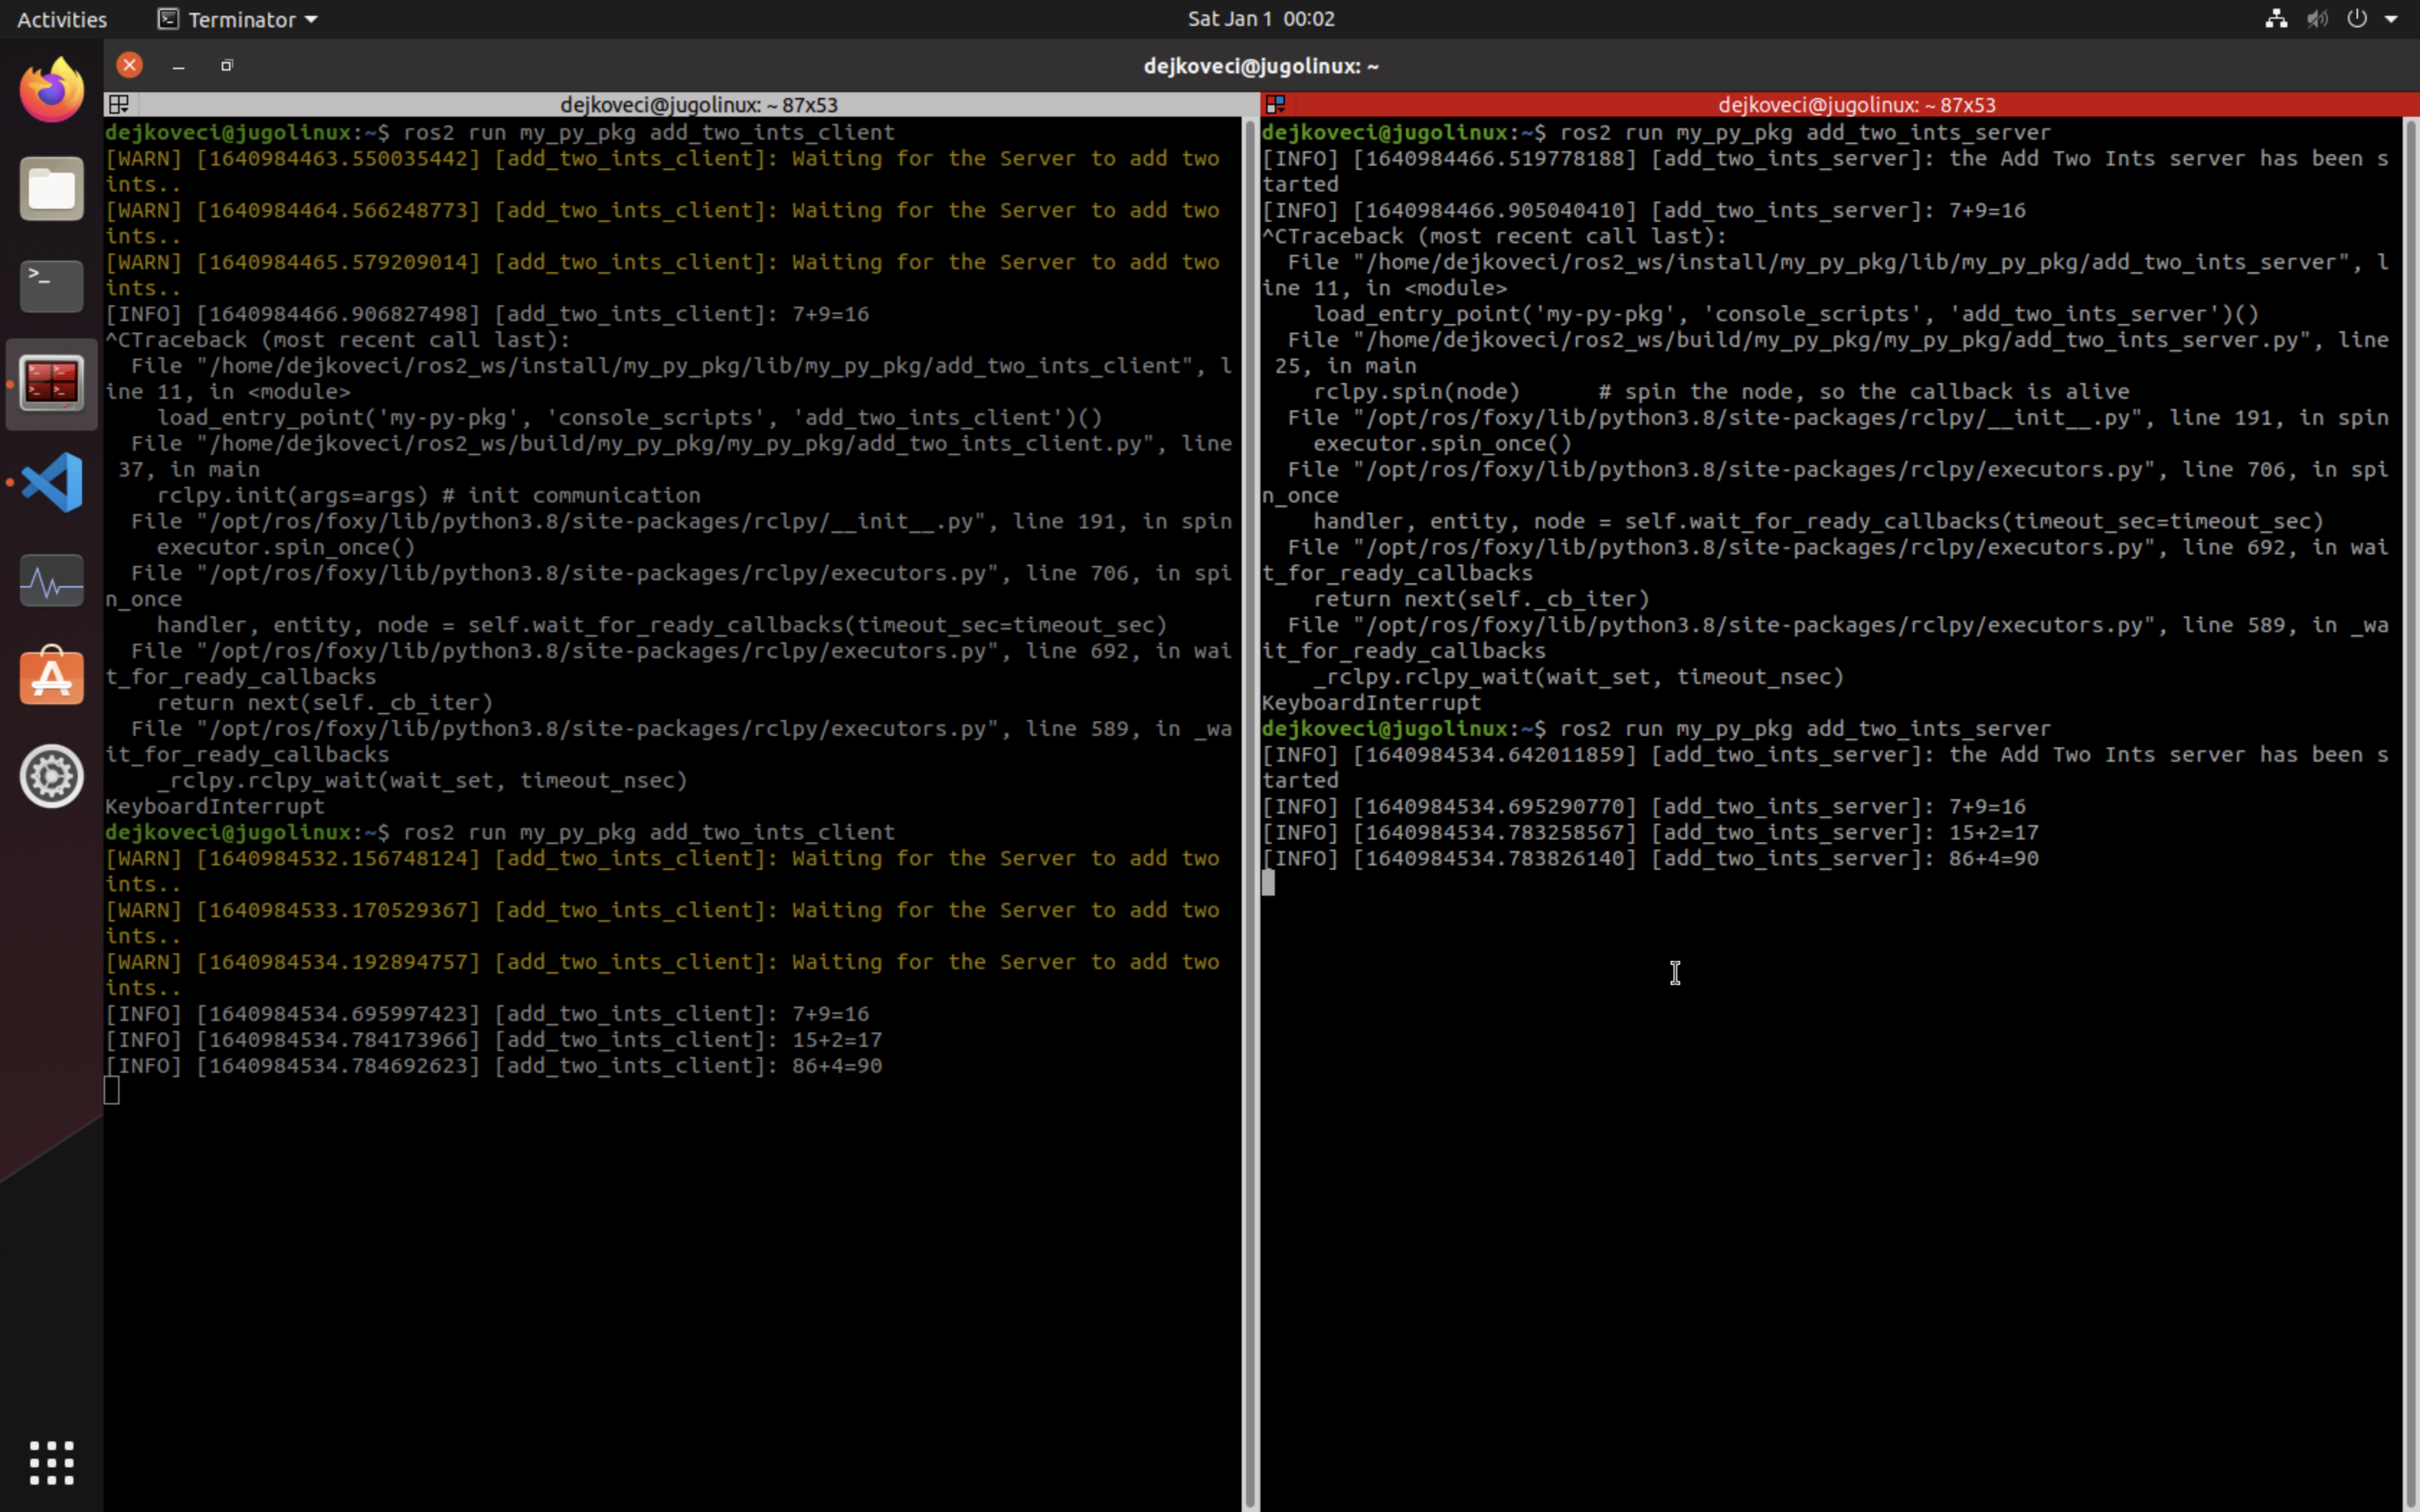 Activities
Terminator
Sat Jan 1 00:02
dejkoveci@jugolinux: ~
dejkoveci@jugolinux: ~ 87x53
dejkoveci@jugolinux:~$ ros2 run my_py_pkg add_two_ints_client
[WARN] [1640984463.550035442] [add_two_ints_client]: Waiting for the Server to add two
ints..
[WARN] [1640984464.566248773] [add_two_ints_client]: Waiting for the Server to add two
ints..
[WARN] [1640984465.579209014] [add_two_ints_client]: Waiting for the Server to add two
ints..
[INFO] [1640984466.906827498] [add_two_ints_client]: 7+9=16
^CTraceback (most recent call last):
  File "/home/dejkoveci/ros2_ws/install/my_py_pkg/lib/my_py_pkg/add_two_ints_client", l
ine 11, in <module>
    load_entry_point('my-py-pkg', 'console_scripts', 'add_two_ints_client')()
  File "/home/dejkoveci/ros2_ws/build/my_py_pkg/my_py_pkg/add_two_ints_client.py", line
 37, in main
    rclpy.init(args=args) # init communication
  File "/opt/ros/foxy/lib/python3.8/site-packages/rclpy/__init__.py", line 191, in spin
    executor.spin_once()
  File "/opt/ros/foxy/lib/python3.8/site-packages/rclpy/executors.py", line 706, in spi
n_once
    handler, entity, node = self.wait_for_ready_callbacks(timeout_sec=timeout_sec)
  File "/opt/ros/foxy/lib/python3.8/site-packages/rclpy/executors.py", line 692, in wai
t_for_ready_callbacks
    return next(self._cb_iter)
  File "/opt/ros/foxy/lib/python3.8/site-packages/rclpy/executors.py", line 589, in _wa
it_for_ready_callbacks
    _rclpy.rclpy_wait(wait_set, timeout_nsec)
KeyboardInterrupt
dejkoveci@jugolinux:~$ ros2 run my_py_pkg add_two_ints_client
[WARN] [1640984532.156748124] [add_two_ints_client]: Waiting for the Server to add two
ints..
[WARN] [1640984533.170529367] [add_two_ints_client]: Waiting for the Server to add two
ints..
[WARN] [1640984534.192894757] [add_two_ints_client]: Waiting for the Server to add two
ints..
[INFO] [1640984534.695997423] [add_two_ints_client]: 7+9=16
[INFO] [1640984534.784173966] [add_two_ints_client]: 15+2=17
[INFO] [1640984534.784692623] [add_two_ints_client]: 86+4=90
dejkoveci@jugolinux: ~ 87x53
dejkoveci@jugolinux:~$ ros2 run my_py_pkg add_two_ints_server
[INFO] [1640984466.519778188] [add_two_ints_server]: the Add Two Ints server has been s
tarted
[INFO] [1640984466.905040410] [add_two_ints_server]: 7+9=16
^CTraceback (most recent call last):
  File "/home/dejkoveci/ros2_ws/install/my_py_pkg/lib/my_py_pkg/add_two_ints_server", l
ine 11, in <module>
    load_entry_point('my-py-pkg', 'console_scripts', 'add_two_ints_server')()
  File "/home/dejkoveci/ros2_ws/build/my_py_pkg/my_py_pkg/add_two_ints_server.py", line
 25, in main
    rclpy.spin(node)      # spin the node, so the callback is alive
  File "/opt/ros/foxy/lib/python3.8/site-packages/rclpy/__init__.py", line 191, in spin
    executor.spin_once()
  File "/opt/ros/foxy/lib/python3.8/site-packages/rclpy/executors.py", line 706, in spi
n_once
    handler, entity, node = self.wait_for_ready_callbacks(timeout_sec=timeout_sec)
  File "/opt/ros/foxy/lib/python3.8/site-packages/rclpy/executors.py", line 692, in wai
t_for_ready_callbacks
    return next(self._cb_iter)
  File "/opt/ros/foxy/lib/python3.8/site-packages/rclpy/executors.py", line 589, in _wa
it_for_ready_callbacks
    _rclpy.rclpy_wait(wait_set, timeout_nsec)
KeyboardInterrupt
dejkoveci@jugolinux:~$ ros2 run my_py_pkg add_two_ints_server
[INFO] [1640984534.642011859] [add_two_ints_server]: the Add Two Ints server has been s
tarted
[INFO] [1640984534.695290770] [add_two_ints_server]: 7+9=16
[INFO] [1640984534.783258567] [add_two_ints_server]: 15+2=17
[INFO] [1640984534.783826140] [add_two_ints_server]: 86+4=90